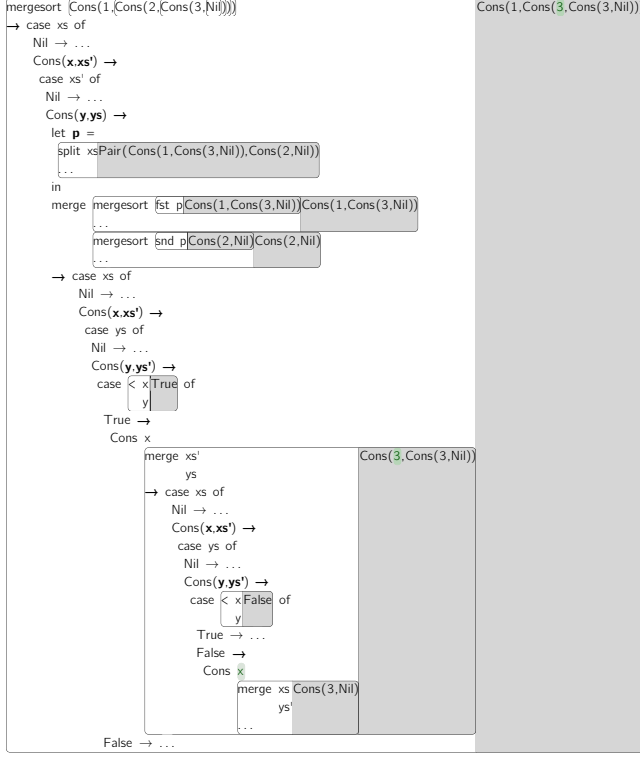 mergesort Cons(1,Cons(2,Cons(3,Nil))) Cons(1,Cons(3,Cons(3,Nil)))
→ case xs of
Nil → ...
Cons(x,xs') →
case xs' of
Nil → ...
Cons(y,ys) →
let p =
split xs Pair(Cons(1,Cons(3,Nil)),Cons(2,Nil))
...
in
merge mergesort fst p Cons(1,Cons(3,Nil)) Cons(1,Cons(3,Nil))
...
mergesort snd p Cons(2,Nil) Cons(2,Nil)
...
→ case xs of
Nil → ...
Cons(x,xs') →
case ys of
Nil → ...
Cons(y,ys') →
case < x True of
y
True →
Cons x
merge xs' Cons(3,Cons(3,Nil))
ys
→ case xs of
Nil → ...
Cons(x,xs') →
case ys of
Nil → ...
Cons(y,ys') →
case < x False of
y
True → ...
False →
Cons x
merge xs Cons(3,Nil)
ys'
...
False → ...